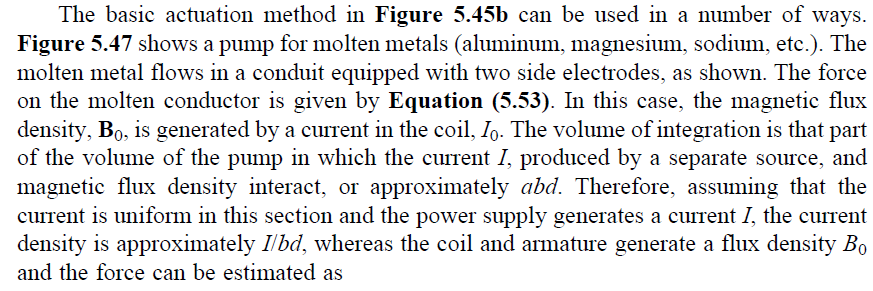 The basic actuation method in Figure 5.45b can be used in a number of ways.
Figure 5.47 shows a pump for molten metals (aluminum, magnesium, sodium, etc.). The
molten metal flows in a conduit equipped with two side electrodes, as shown. The force
on the molten conductor is given by Equation (5.53). In this case, the magnetic flux
density, B₀, is generated by a current in the coil, I₀. The volume of integration is that part
of the volume of the pump in which the current I, produced by a separate source, and
magnetic flux density interact, or approximately abd. Therefore, assuming that the
current is uniform in this section and the power supply generates a current I, the current
density is approximately I/bd, whereas the coil and armature generate a flux density B₀
and the force can be estimated as